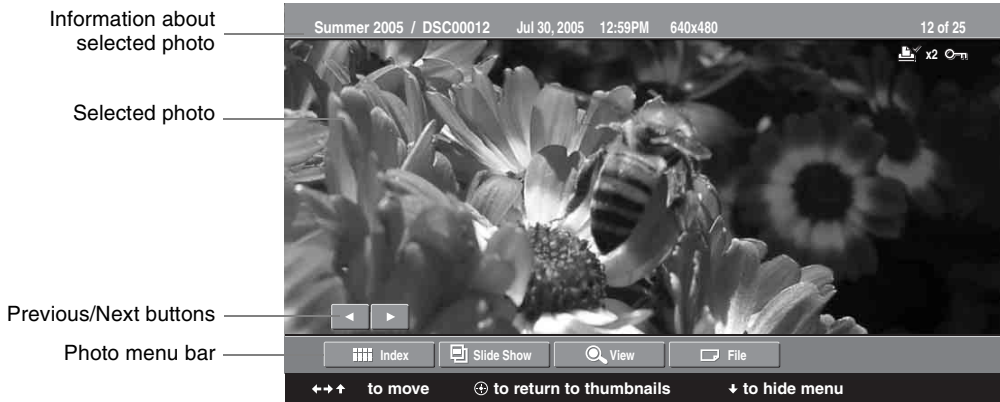 Information about
selected photo
Summer 2005 / DSC00012 Jul 30, 2005 12:59PM 640x480 12 of 25
x2
Selected photo
Previous/Next buttons
Photo menu bar
Index Slide Show View File
←→↑ to move ⊕ to return to thumbnails ↓ to hide menu